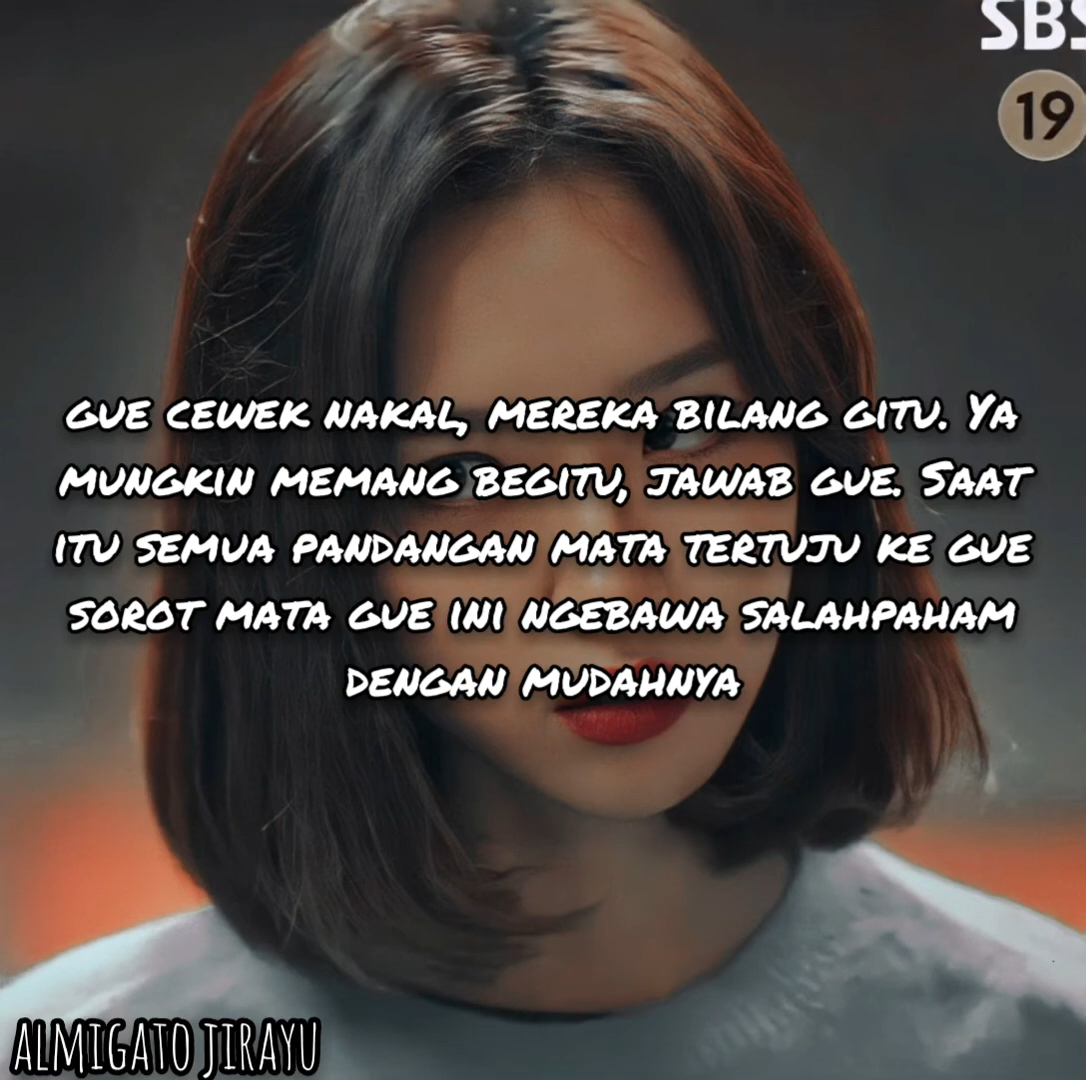 SBS
19
GUE CEWEK NAKAL, MEREKA BILANG GITU. YA
MUNGKIN MEMANG BEGITU, JAWAB GUE. SAAT
ITU SEMUA PANDANGAN MATA TERTUJU KE GUE
SOROT MATA GUE INI NGEBAWA SALAHPAHAM
DENGAN MUDAHNYA
ALMIGATO JIRAYU